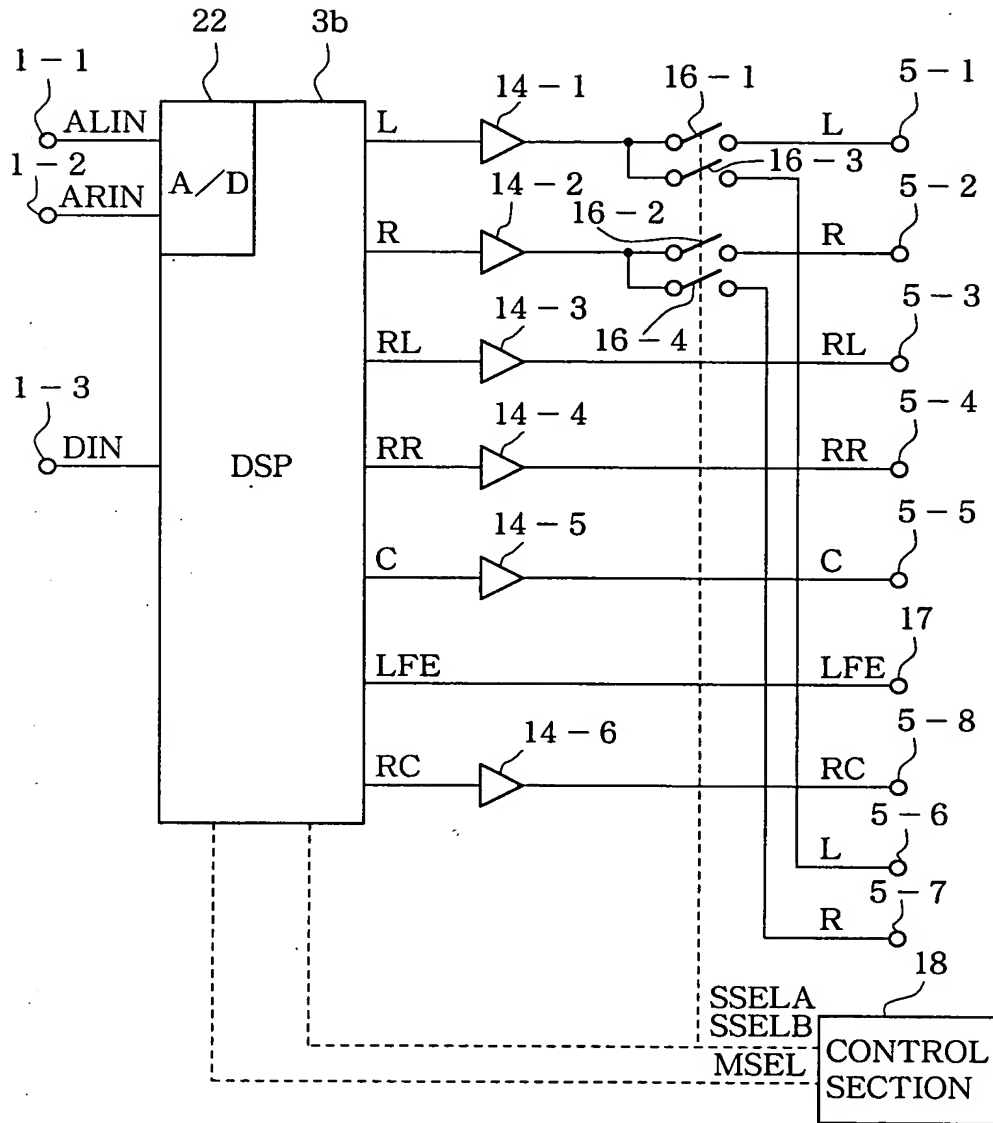 22
3b
1-1
14-1
16-1
5-1
ALIN
L
L
1-2
16-3
A/D
14-2
5-2
ARIN
16-2
R
R
14-3
5-3
16-4
RL
RL
1-3
14-4
5-4
DIN
DSP
RR
RR
14-5
5-5
C
C
17
LFE
LFE
14-6
5-8
RC
RC
5-6
L
5-7
R
18
SSELA
SSELB
MSEL
CONTROL
SECTION